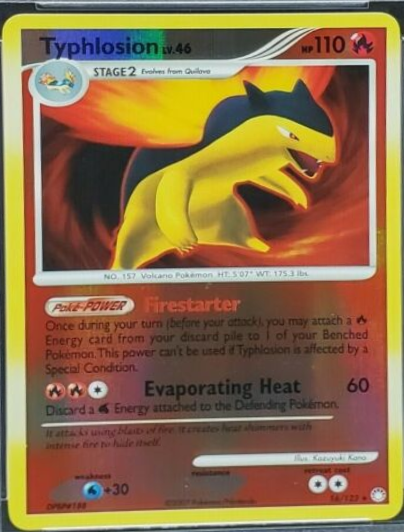 Typhlosion LV.46 HP 110
STAGE 2 Evolves from Quilava
NO. 157 Volcano Pokémon HT: 5'07" WT: 175.3 lbs.
Poké-POWER Firestarter
Once during your turn (before your attack), you may attach a
Energy card from your discard pile to 1 of your Benched
Pokémon. This power can't be used if Typhlosion is affected by a
Special Condition.
Evaporating Heat 60
Discard a Energy attached to the Defending Pokémon.
It attacks using blasts of fire. It creates heat shimmers with
intense fire to hide itself.
Illus. Kazuyuki Kano
weakness resistance retreat cost
+30
DPBP#188 ©2007 Pokémon/Nintendo 16/123